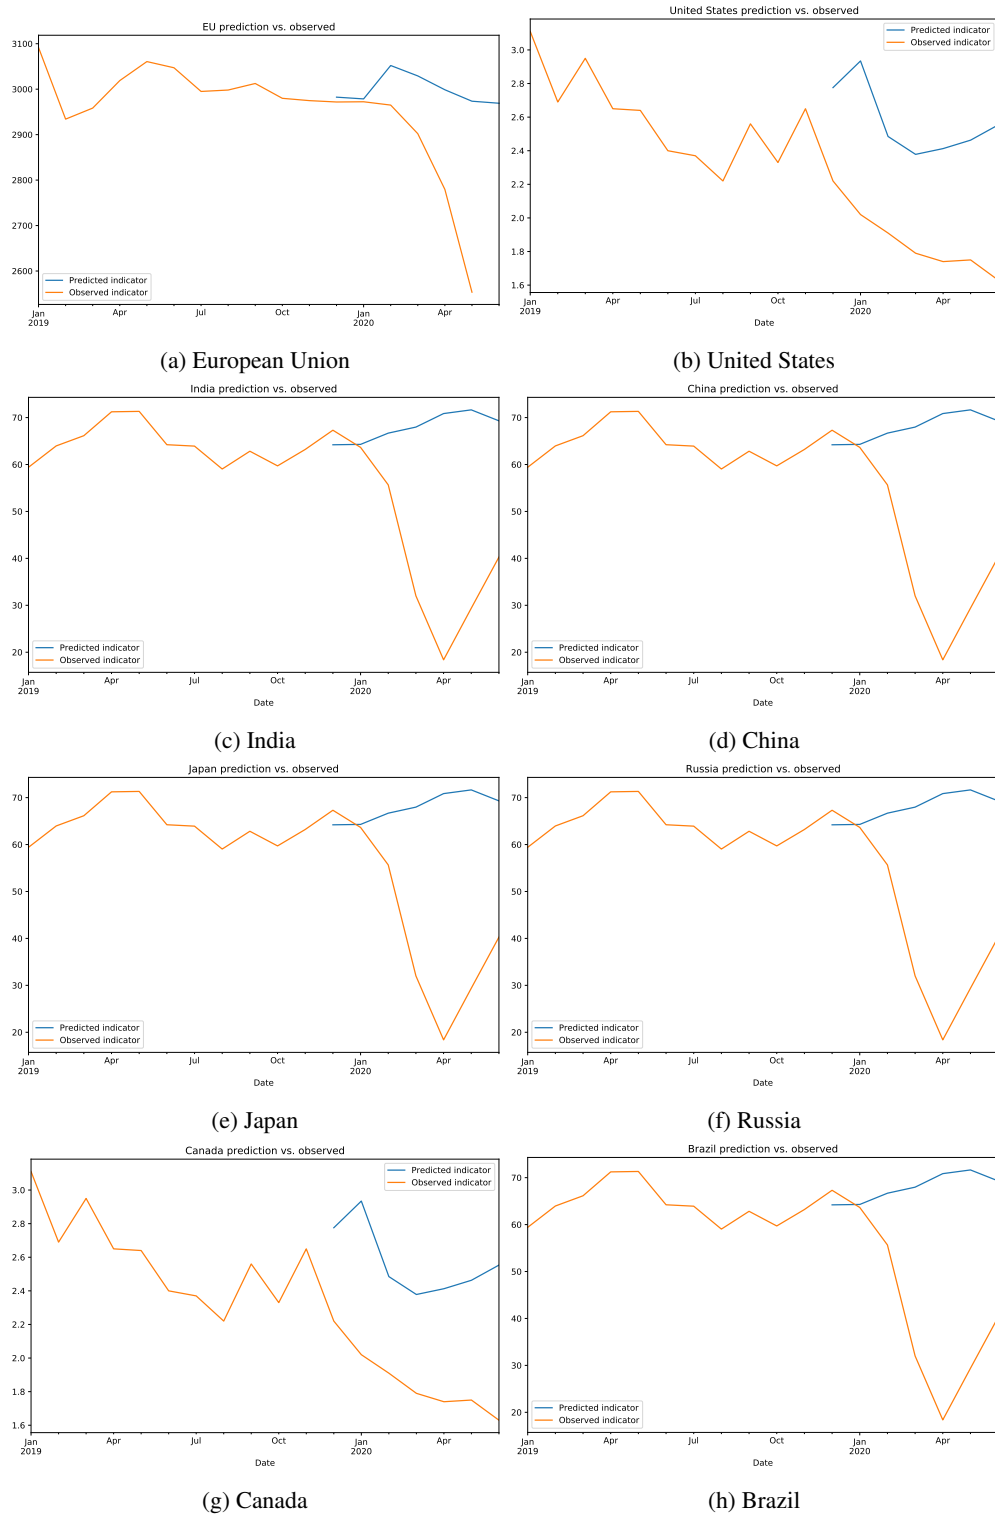 EU prediction vs. observed
3100
3000
2900
2800
2700
2600
Predicted indicator
Observed indicator
Jan
2019
Apr
Jul
Oct
Jan
2020
Apr
(a) European Union
United States prediction vs. observed
Predicted indicator
Observed indicator
3.0
2.8
2.6
2.4
2.2
2.0
1.8
1.6
Jan
2019
Apr
Jul
Oct
Jan
2020
Apr
Date
(b) United States
India prediction vs. observed
70
60
50
40
30
20
Predicted indicator
Observed indicator
Jan
2019
Apr
Jul
Oct
Jan
2020
Apr
Date
(c) India
China prediction vs. observed
70
60
50
40
30
20
Predicted indicator
Observed indicator
Jan
2019
Apr
Jul
Oct
Jan
2020
Apr
Date
(d) China
Japan prediction vs. observed
70
60
50
40
30
20
Predicted indicator
Observed indicator
Jan
2019
Apr
Jul
Oct
Jan
2020
Apr
Date
(e) Japan
Russia prediction vs. observed
70
60
50
40
30
20
Predicted indicator
Observed indicator
Jan
2019
Apr
Jul
Oct
Jan
2020
Apr
Date
(f) Russia
Canada prediction vs. observed
Predicted indicator
Observed indicator
3.0
2.8
2.6
2.4
2.2
2.0
1.8
1.6
Jan
2019
Apr
Jul
Oct
Jan
2020
Apr
Date
(g) Canada
Brazil prediction vs. observed
70
60
50
40
30
20
Predicted indicator
Observed indicator
Jan
2019
Apr
Jul
Oct
Jan
2020
Apr
Date
(h) Brazil